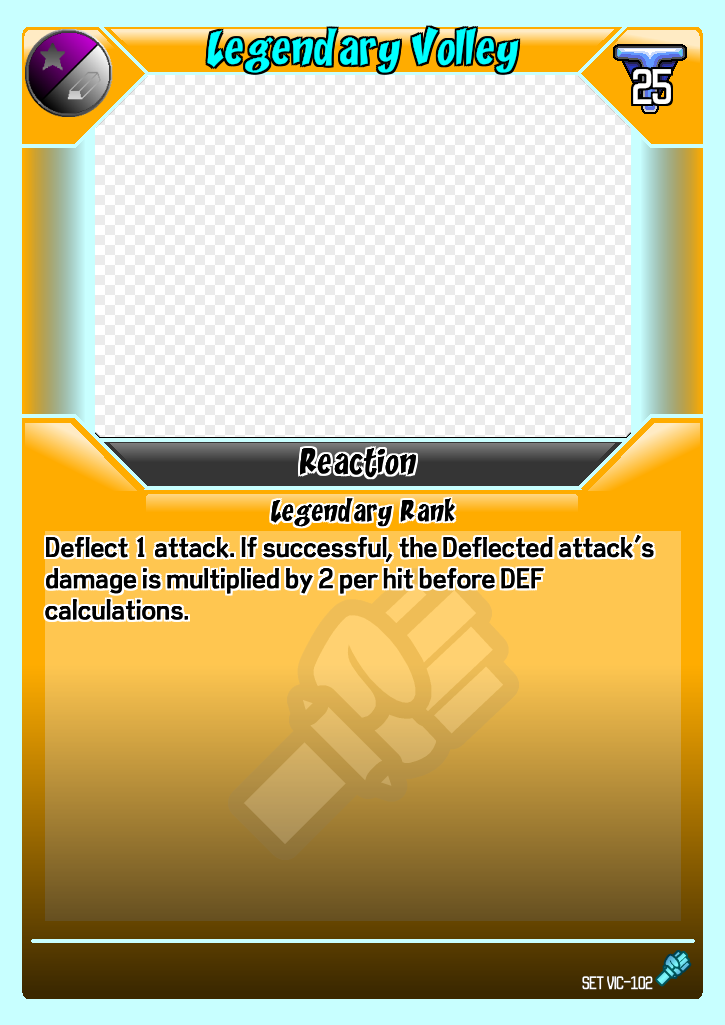 Legendary Volley
25
Reaction
Legendary Rank
Deflect 1 attack. If successful, the Deflected attack's
damage is multiplied by 2 per hit before DEF
calculations.
SET VIC-102